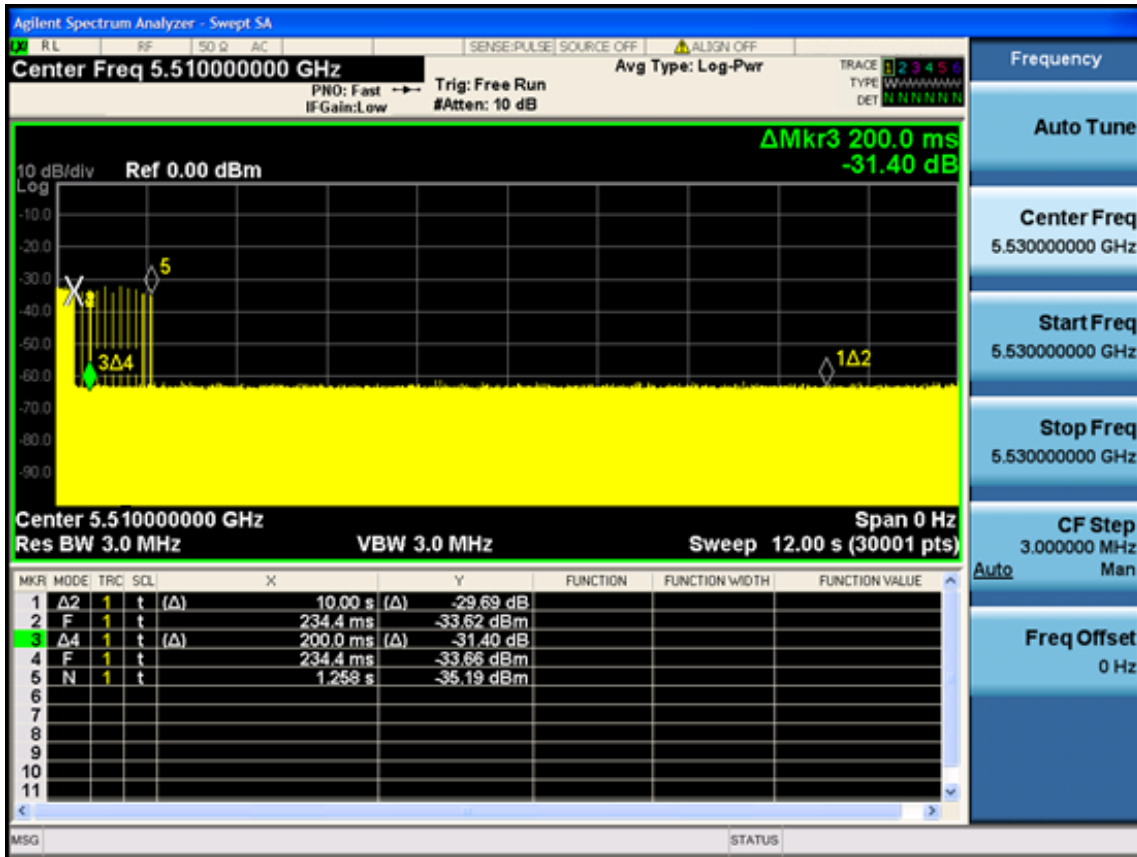 Agilent Spectrum Analyzer - Swept SA
LXI RL RF 50 Ω AC SENSE:PULSE SOURCE OFF ALIGN OFF
Center Freq 5.510000000 GHz
PNO: Fast
IFGain:Low
Trig: Free Run
#Atten: 10 dB
Avg Type: Log-Pwr
TRACE 1 2 3 4 5 6
TYPE WWWWWW
DET N N N N N N
ΔMkr3 200.0 ms
-31.40 dB
10 dB/div Ref 0.00 dBm
Log
-10.0
-20.0
-30.0
-40.0
-50.0
-60.0
-70.0
-80.0
-90.0
5
3Δ4
1Δ2
Center 5.510000000 GHz Span 0 Hz
Res BW 3.0 MHz VBW 3.0 MHz Sweep 12.00 s (30001 pts)
MKR MODE TRC SCL X Y FUNCTION FUNCTION WIDTH FUNCTION VALUE
1 Δ2 1 t (Δ) 10.00 s (Δ) -29.69 dB
2 F 1 t 234.4 ms -33.62 dBm
3 Δ4 1 t (Δ) 200.0 ms (Δ) -31.40 dB
4 F 1 t 234.4 ms -33.66 dBm
5 N 1 t 1.258 s -35.19 dBm
6
7
8
9
10
11
MSG STATUS
Frequency
Auto Tune
Center Freq
5.530000000 GHz
Start Freq
5.530000000 GHz
Stop Freq
5.530000000 GHz
CF Step
3.000000 MHz
Auto Man
Freq Offset
0 Hz